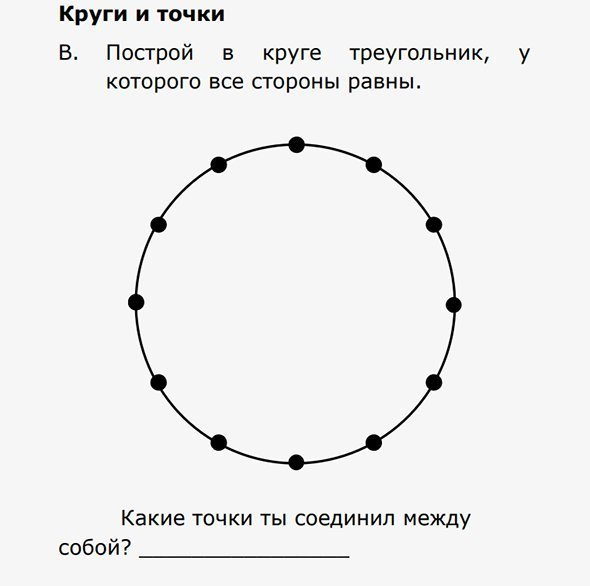 Круги и точки
В. Построй в круге треугольник, у
которого все стороны равны.
Какие точки ты соединил между
собой? ___________________